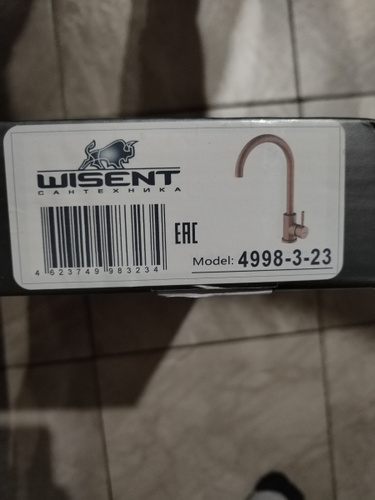 WISENT
САНТЕХНИКА
EAC
4 623749 983234
Model: 4998-3-23